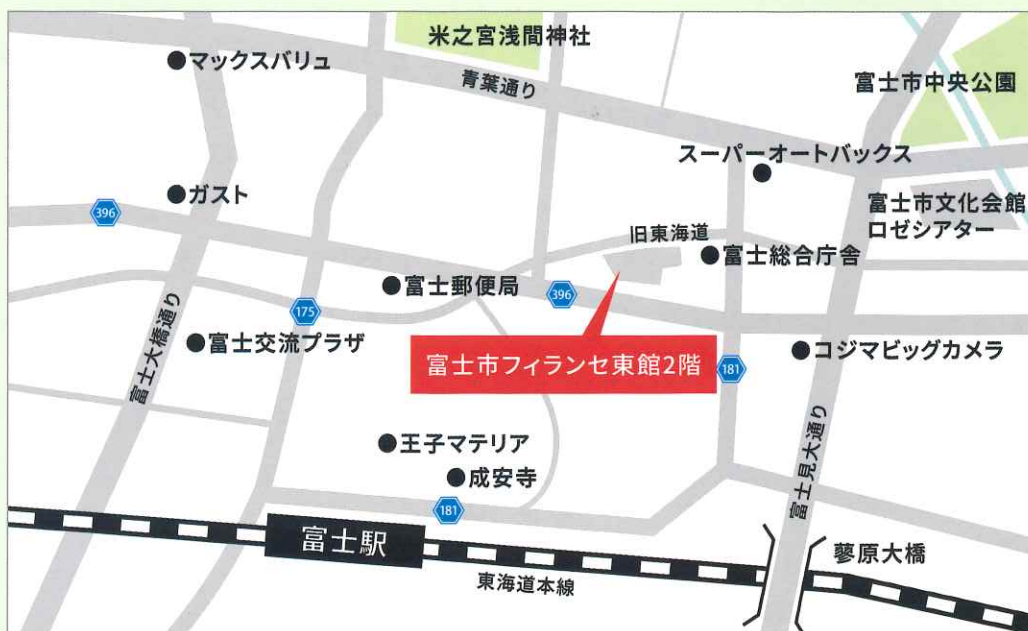 米之宮浅間神社
マックスバリュ
青葉通り
富士市中央公園
スーパーオートバックス
ガスト
富士市文化会館
ロゼシアター
396
旧東海道
富士総合庁舎
富士郵便局
396
175
富士大橋通り
富士交流プラザ
富士市フィランセ東館2階
181
コジマビッグカメラ
王子マテリア
成安寺
富士見大通り
181
富士駅
東海道本線
蓼原大橋